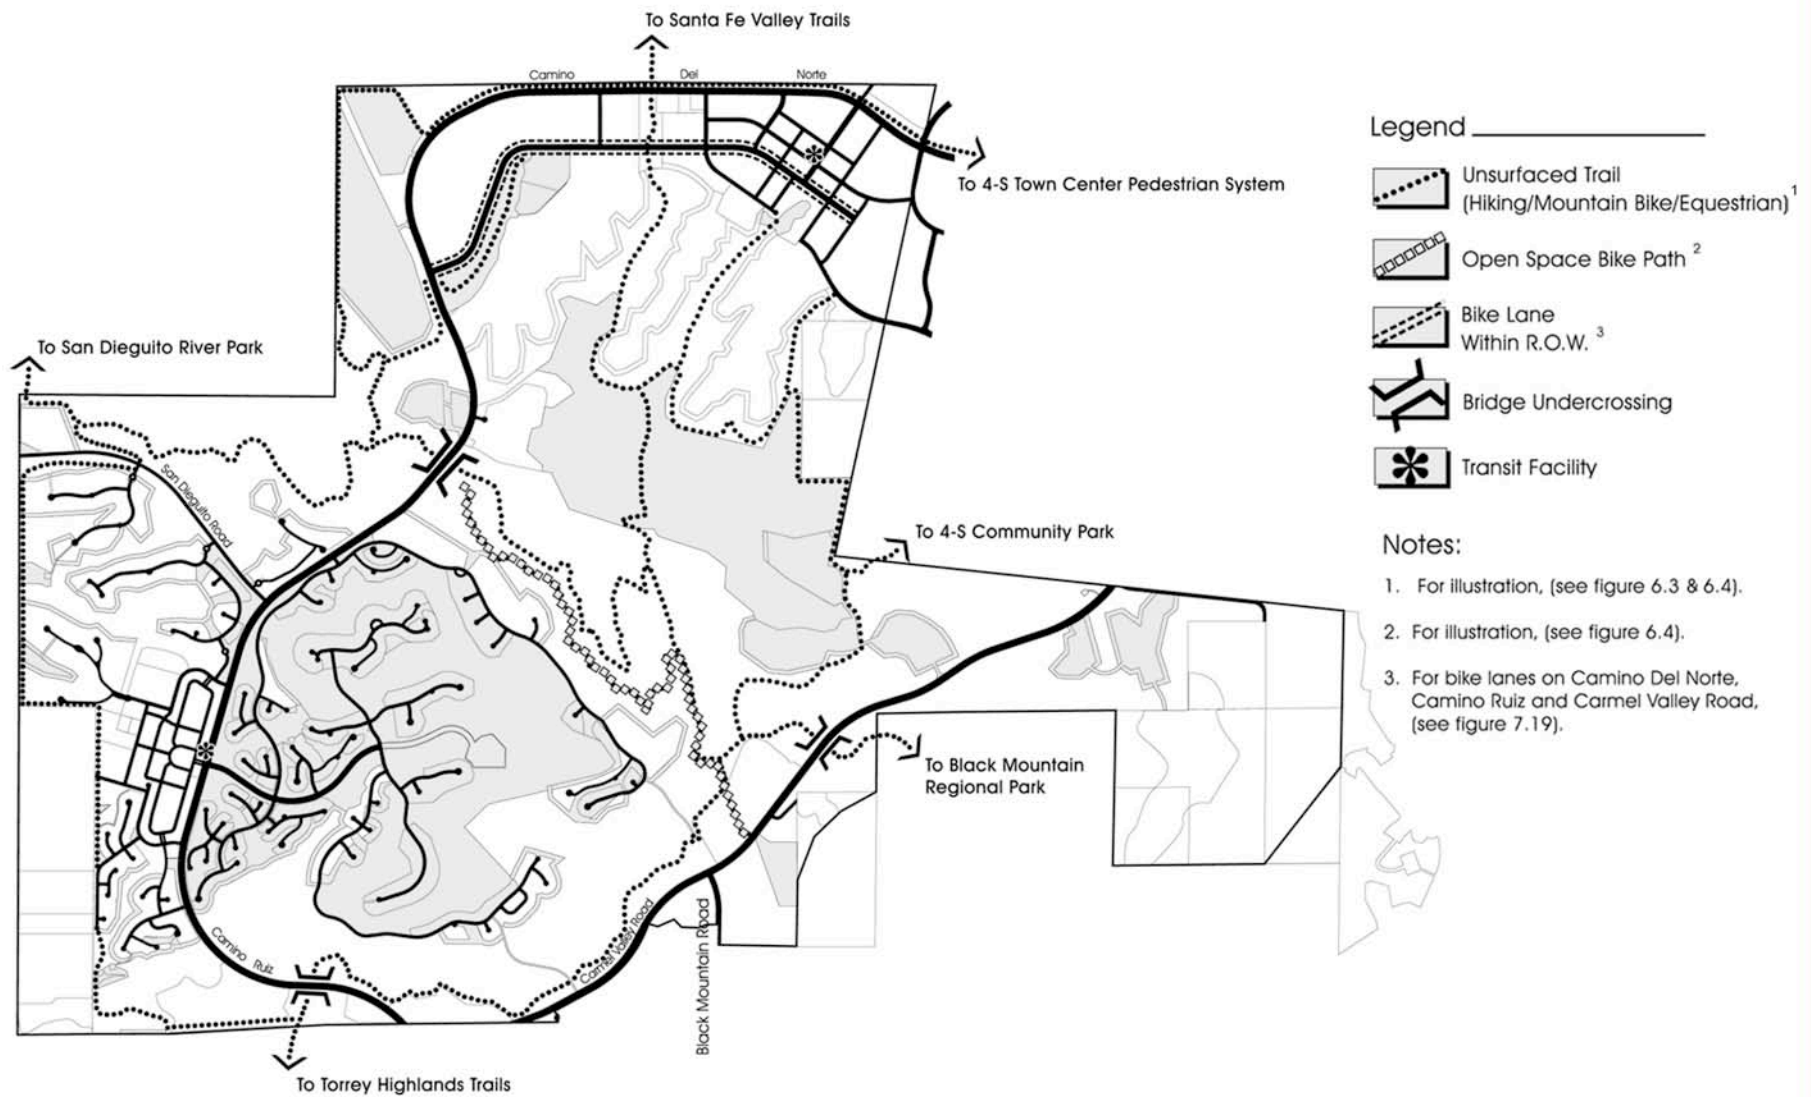 To Santa Fe Valley Trails
Camino Del Norte
To 4-S Town Center Pedestrian System
To San Dieguito River Park
San Dieguito Road
To 4-S Community Park
To Black Mountain
Regional Park
Camino Ruiz
Carmel Valley Road
Black Mountain Road
To Torrey Highlands Trails
Legend
Unsurfaced Trail
(Hiking/Mountain Bike/Equestrian) 1
Open Space Bike Path 2
Bike Lane
Within R.O.W. 3
Bridge Undercrossing
Transit Facility
Notes:
1. For illustration, (see figure 6.3 & 6.4).
2. For illustration, (see figure 6.4).
3. For bike lanes on Camino Del Norte,
Camino Ruiz and Carmel Valley Road,
(see figure 7.19).